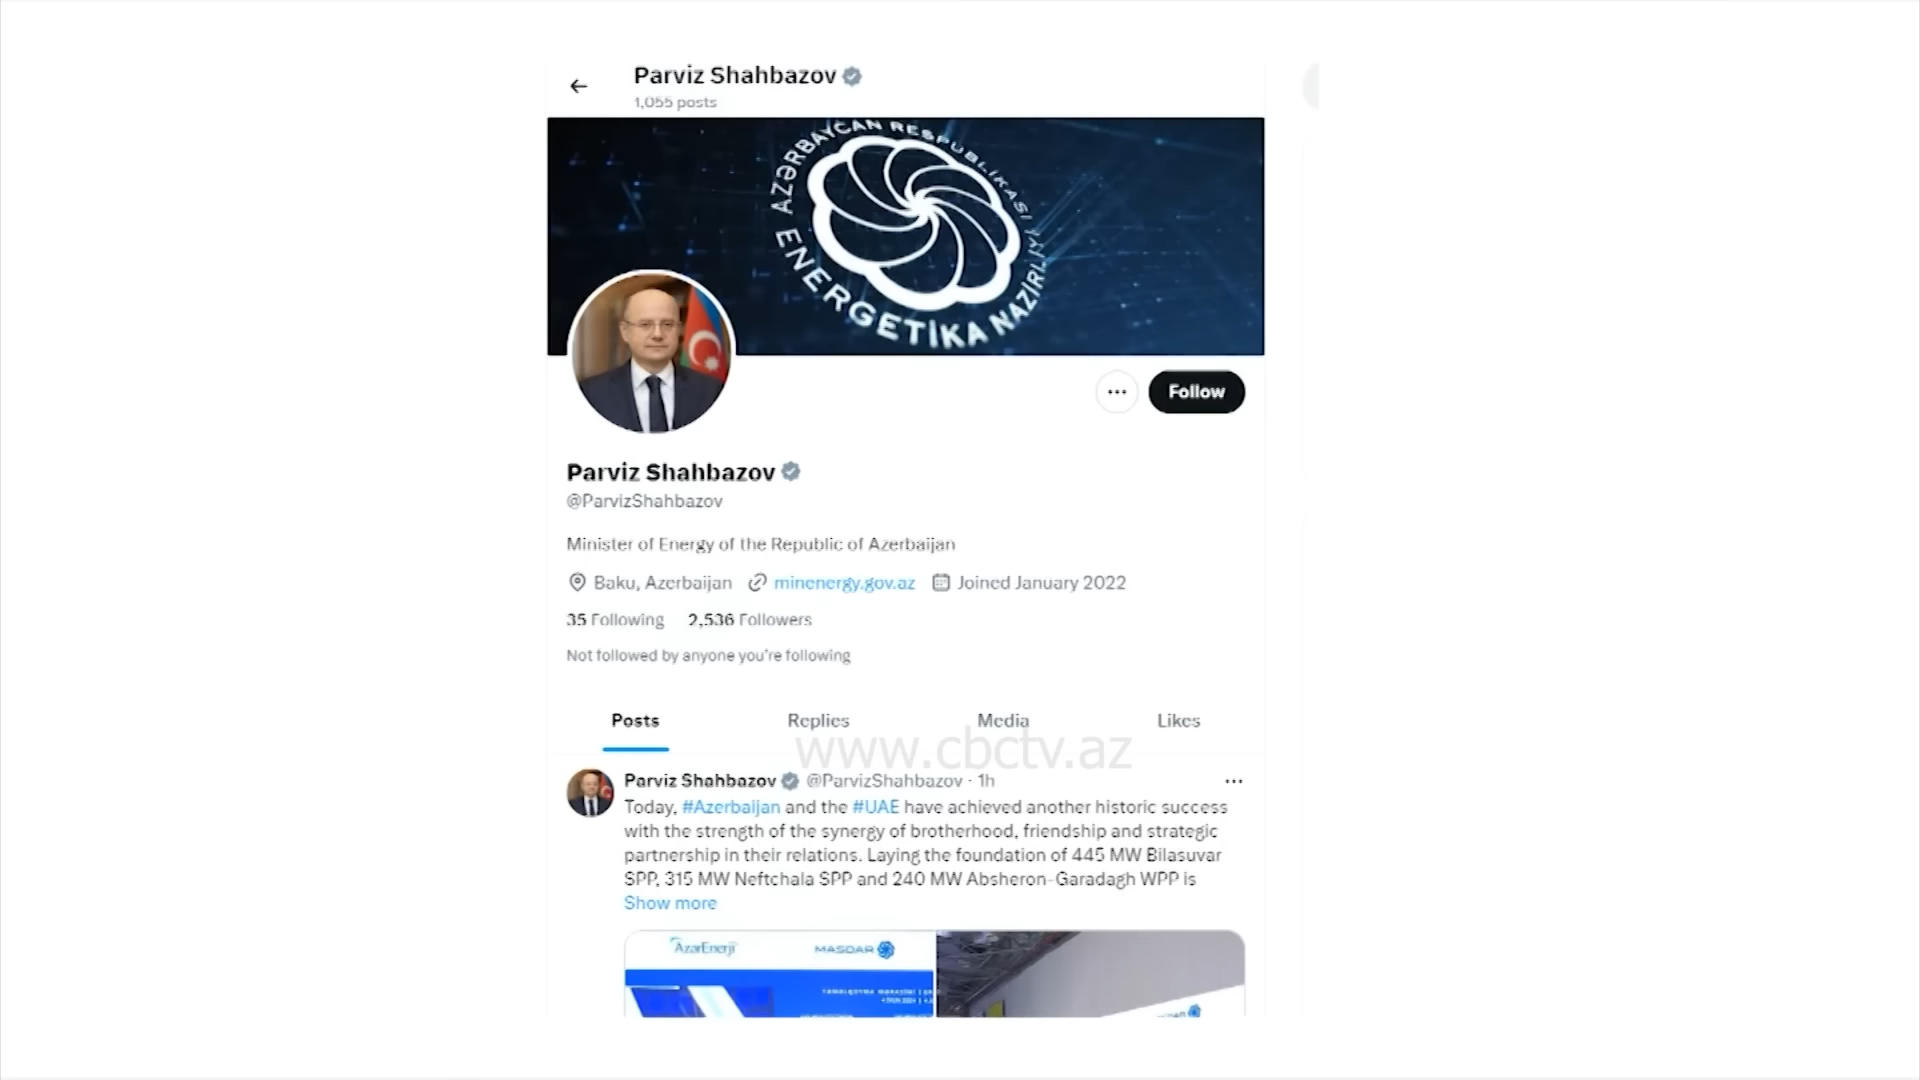 Parviz Shahbazov
1,055 posts
AZƏRBAYCAN RESPUBLİKASI
ENERGETİKA NAZİRLİYİ
Follow
Parviz Shahbazov
@ParvizShahbazov
Minister of Energy of the Republic of Azerbaijan
Baku, Azerbaijan minenergy.gov.az Joined January 2022
35 Following 2,536 Followers
Not followed by anyone you're following
Posts Replies Media Likes
www.cbctv.az
Parviz Shahbazov @ParvizShahbazov · 1h
Today, #Azerbaijan and the #UAE have achieved another historic success
with the strength of the synergy of brotherhood, friendship and strategic
partnership in their relations. Laying the foundation of 445 MW Bilasuvar
SPP, 315 MW Neftchala SPP and 240 MW Absheron-Garadagh WPP is
Show more
AzərEnerji MASDAR